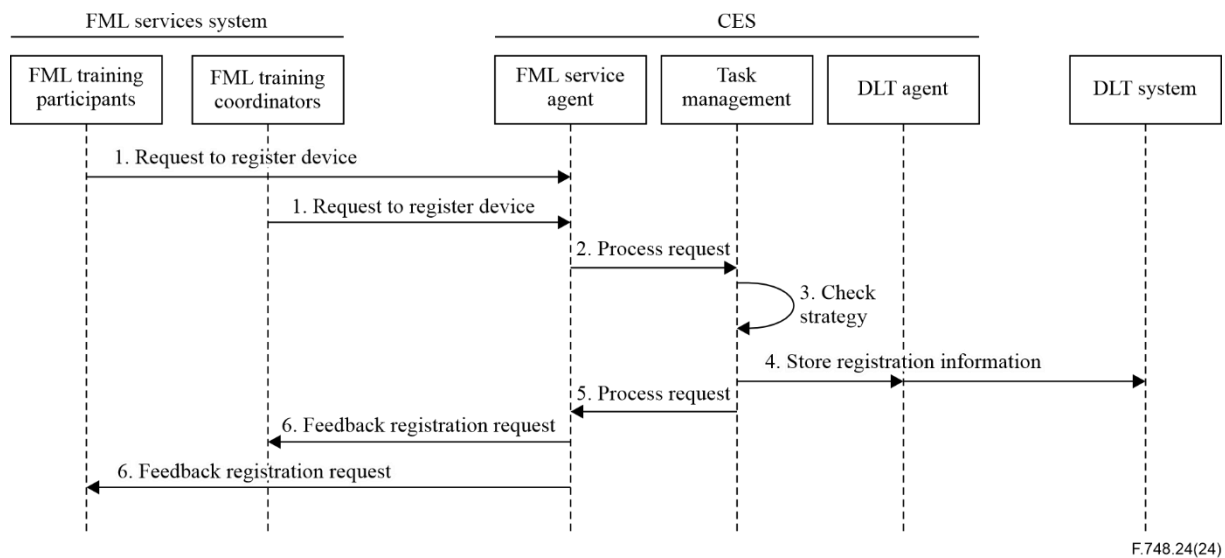 FML services system
CES
FML training
participants
FML training
coordinators
FML service
agent
Task
management
DLT agent
DLT system
1. Request to register device
1. Request to register device
2. Process request
3. Check
strategy
4. Store registration information
5. Process request
6. Feedback registration request
6. Feedback registration request
F.748.24(24)